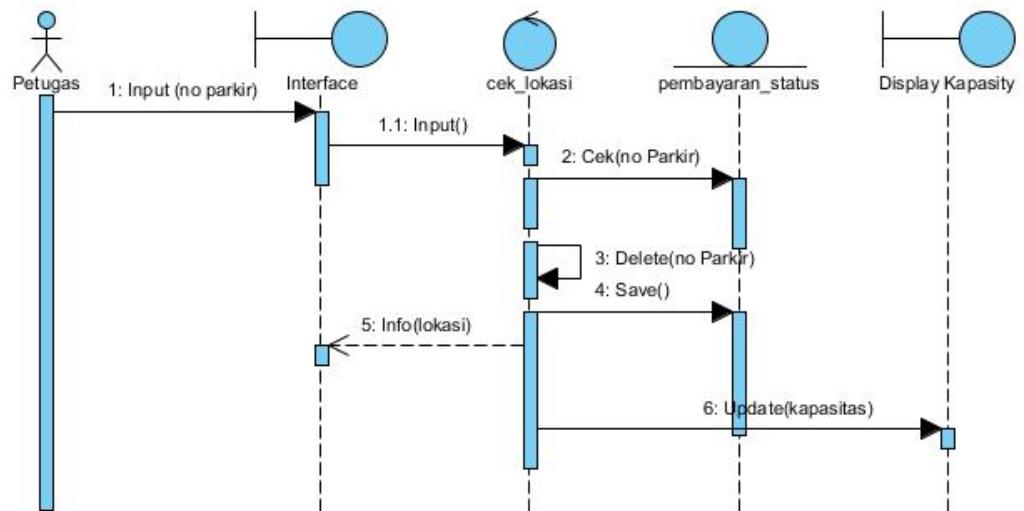 Petugas
Interface
cek_lokasi
pembayaran_status
Display Kapasity
1: Input (no parkir)
1.1: Input()
2: Cek(no Parkir)
3: Delete(no Parkir)
4: Save()
5: Info(lokasi)
6: Update(kapasitas)